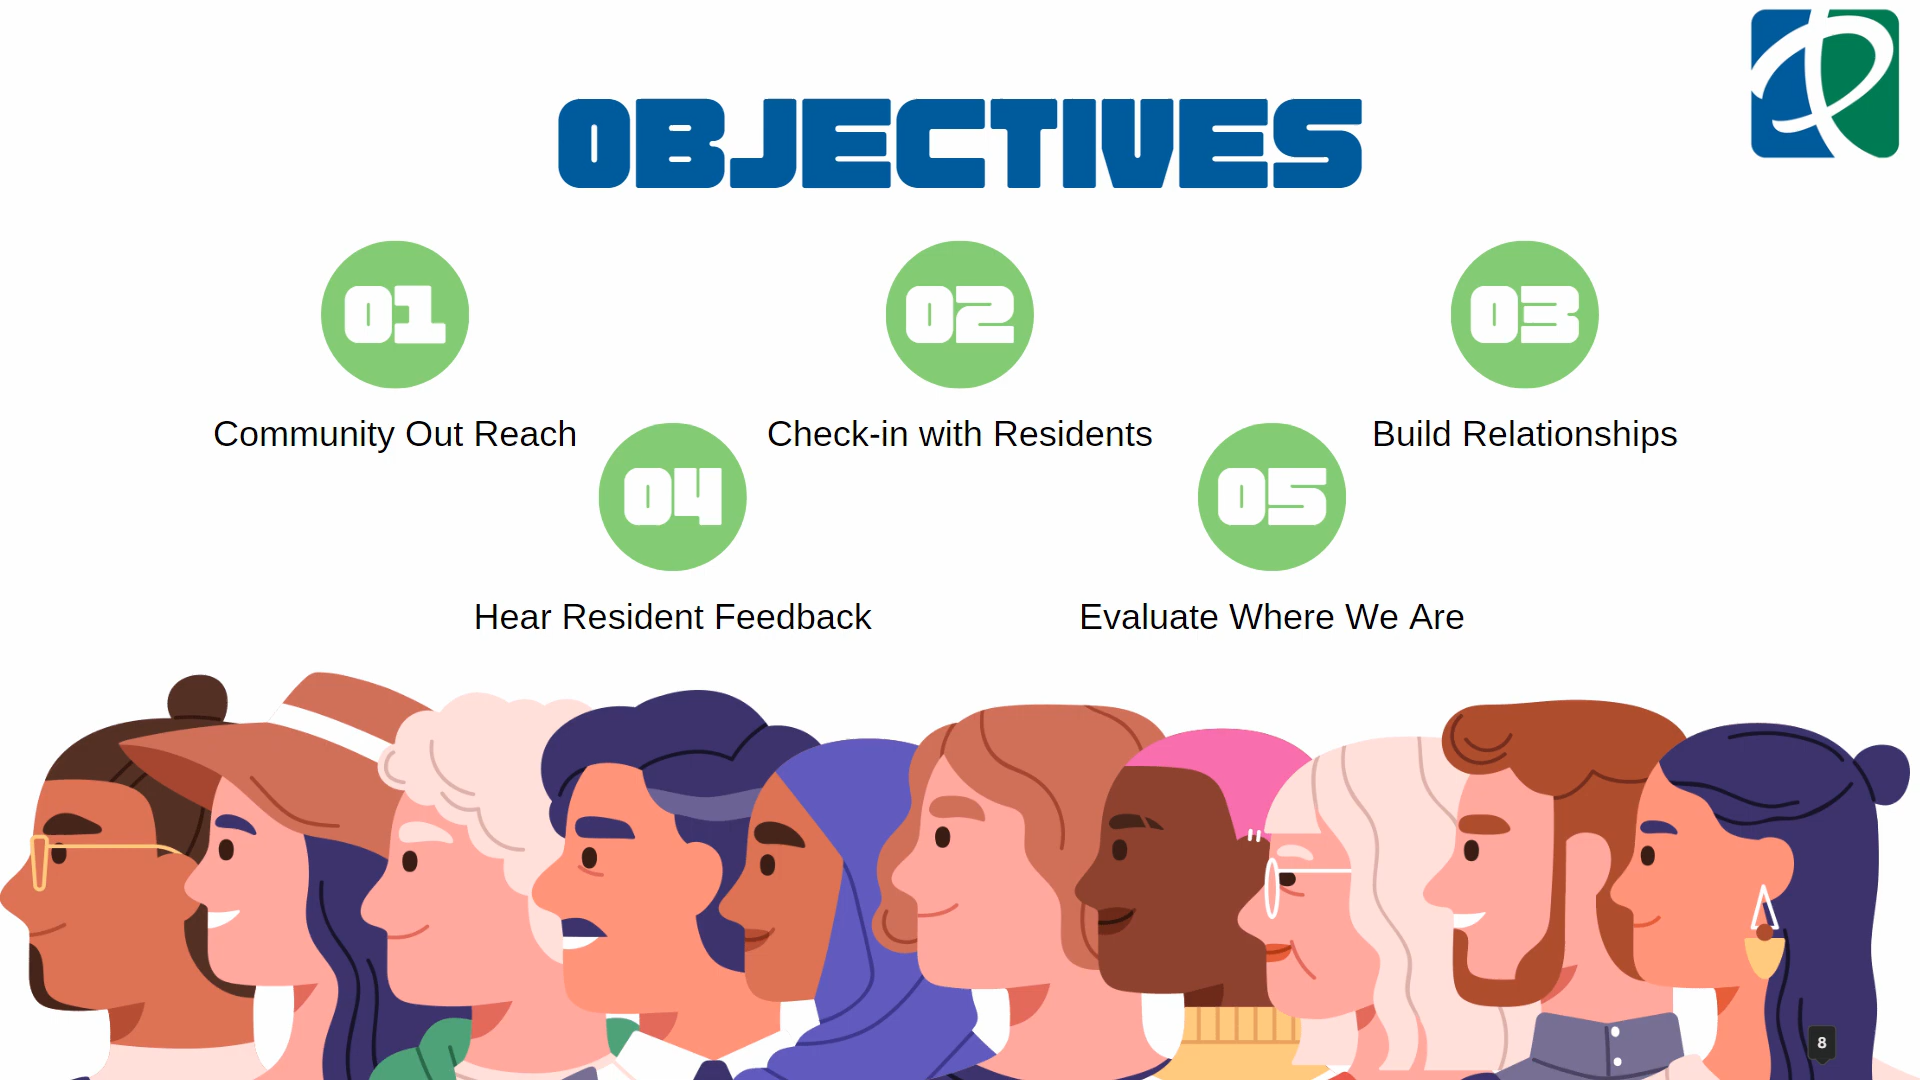 OBJECTIVES
01
02
03
Community Out Reach
Check-in with Residents
Build Relationships
04
05
Hear Resident Feedback
Evaluate Where We Are
8